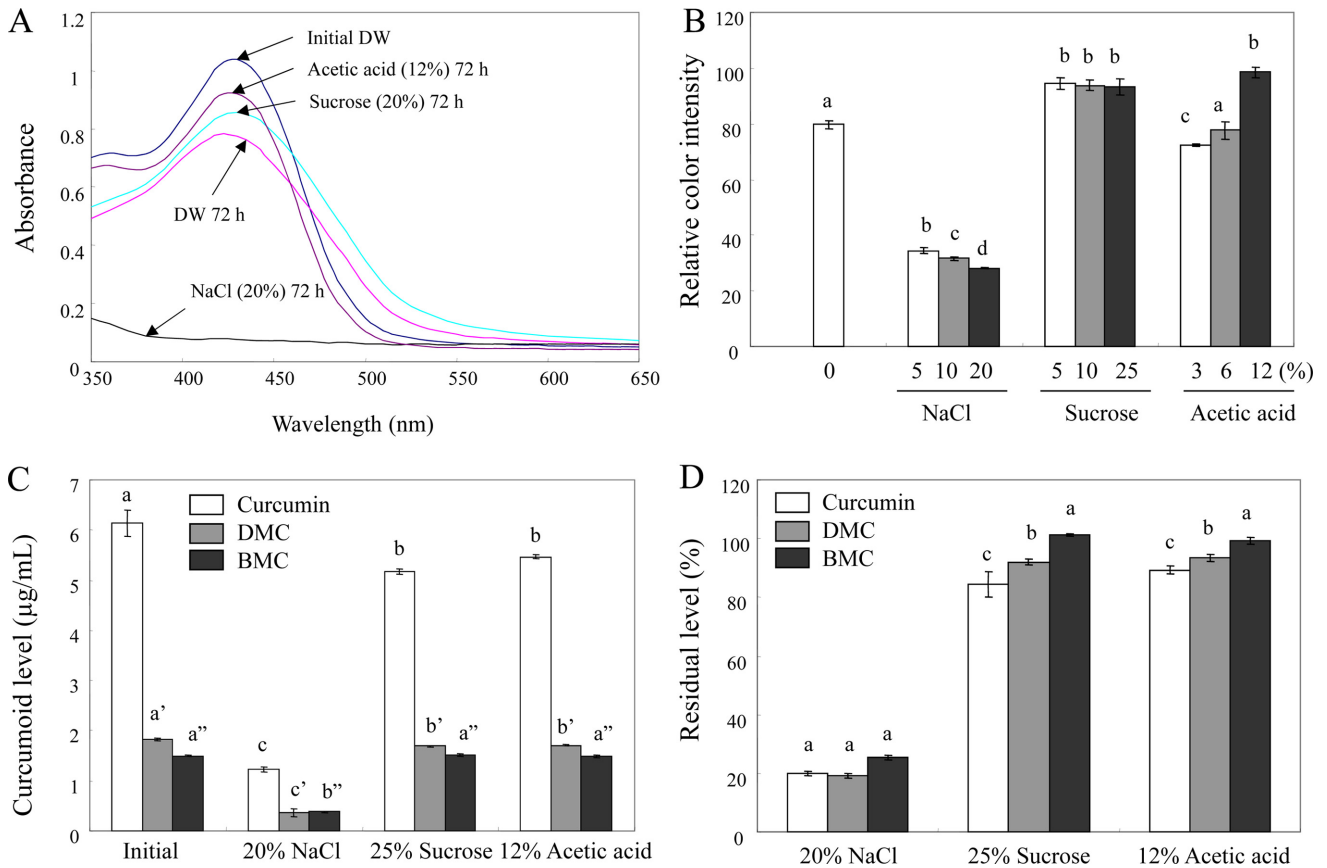 A
1.2
1
0.8
0.6
0.4
0.2
0
Absorbance
Initial DW
Acetic acid (12%) 72 h
Sucrose (20%) 72 h
DW 72 h
NaCl (20%) 72 h
350 400 450 500 550 600 650
Wavelength (nm)
B
120
100
80
60
40
20
0
Relative color intensity
a
b c d
b b b
c a b
0 5 10 20 5 10 25 3 6 12 (%)
NaCl Sucrose Acetic acid
C
7
6
5
4
3
2
1
0
Curcumoid level (µg/mL)
Curcumin
DMC
BMC
a a’ a”
c c’ b”
b b’ a”
b b’ a”
Initial 20% NaCl 25% Sucrose 12% Acetic acid
D
120
100
80
60
40
20
0
Residual level (%)
Curcumin
DMC
BMC
a a a
c b a
c b a
20% NaCl 25% Sucrose 12% Acetic acid